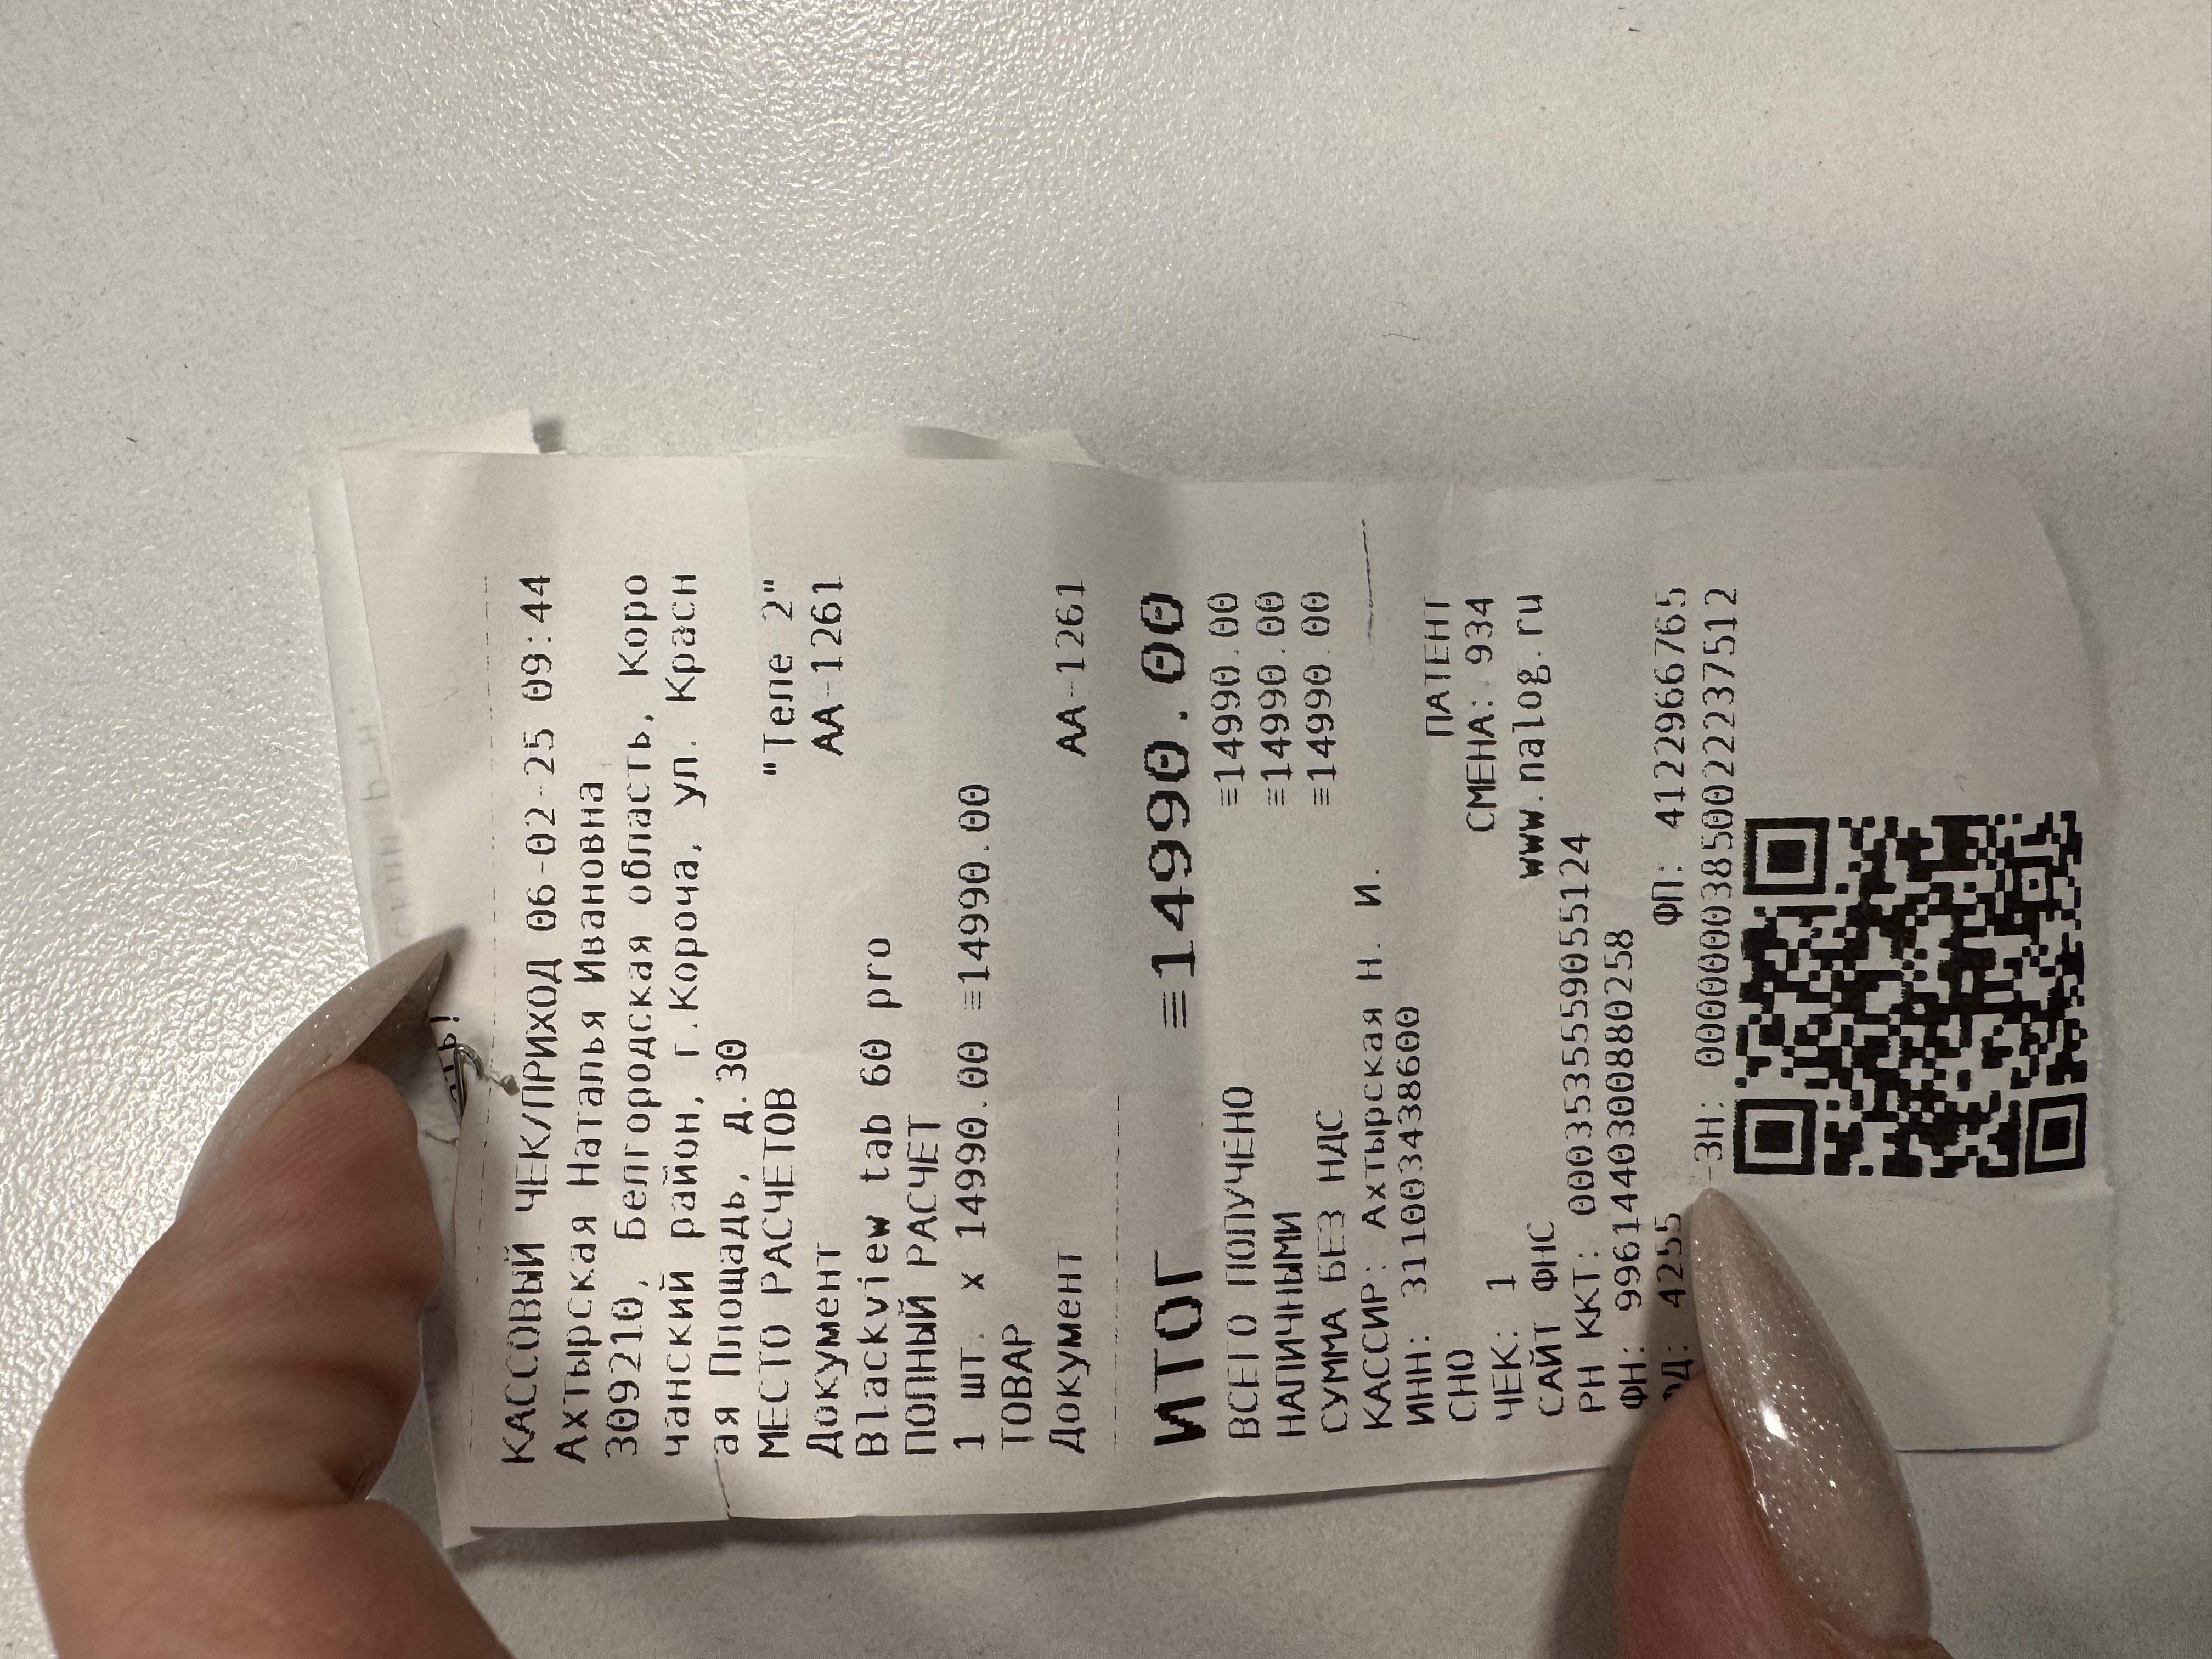 КАССОВЫЙ ЧЕК/ПРИХОД 06-02-25 09:44
Ахтырская Наталья Ивановна
309210, Белгородская область, Коро
чанский район, г.Короча, ул. Красн
ая Площадь, д.30
МЕСТО РАСЧЕТОВ "Теле 2"
Документ АА-1261
Blackview tab 60 pro
ПОЛНЫЙ РАСЧЕТ
1 шт. х 14990.00 ≡14990.00
ТОВАР
Документ АА-1261
ИТОГ ≡14990.00
ВСЕГО ПОЛУЧЕНО ≡14990.00
НАЛИЧНЫМИ ≡14990.00
СУММА БЕЗ НДС ≡14990.00
КАССИР: Ахтырская Н. И.
ИНН: 311003438600
СНО ПАТЕНТ
ЧЕК: 1 СМЕНА: 934
САЙТ ФНС www.nalog.ru
РН ККТ: 0003535559055124
ФН: 9961440300880258
4255 ФП: 4122966765
ЗН: 00000003850022237512